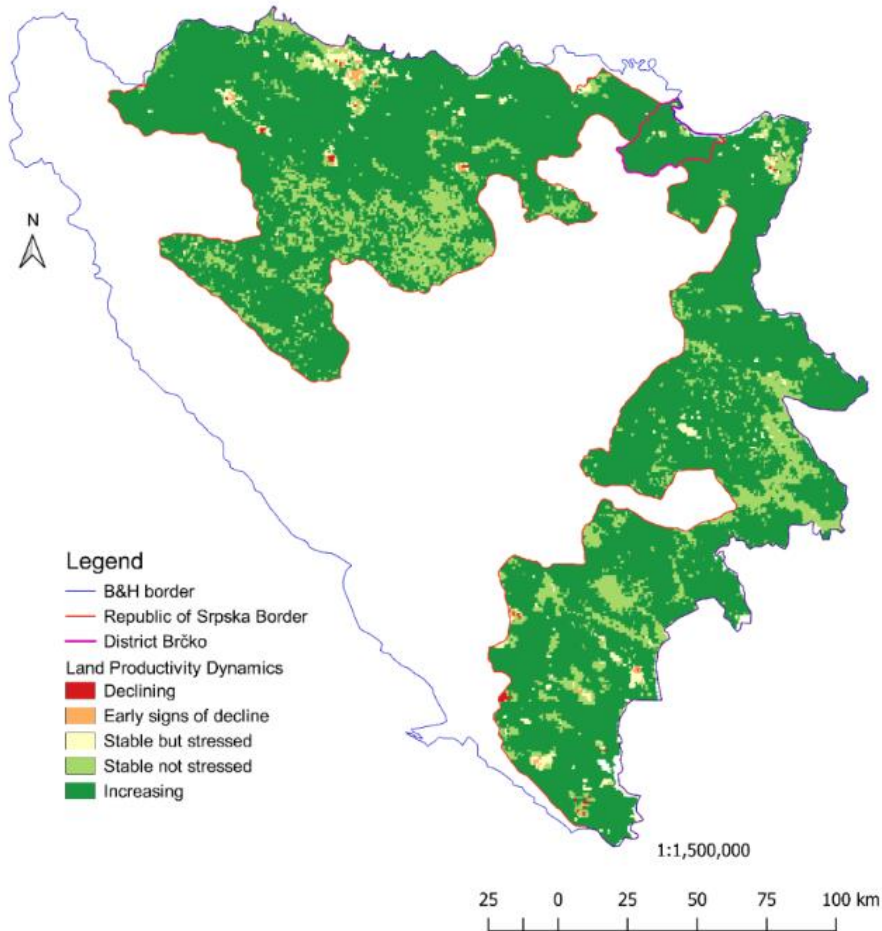 N
Legend
B&H border
Republic of Srpska Border
District Brčko
Land Productivity Dynamics
Declining
Early signs of decline
Stable but stressed
Stable not stressed
Increasing
1:1,500,000
25 0 25 50 75 100 km